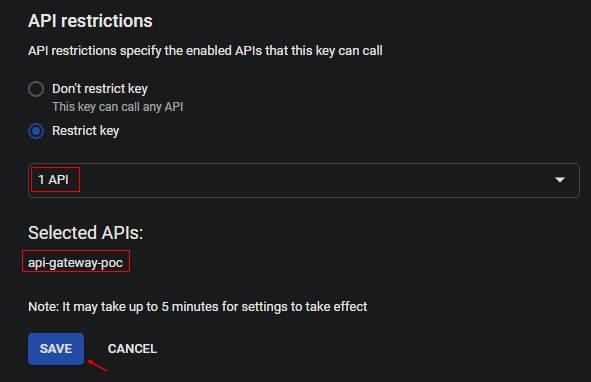 API restrictions
API restrictions specify the enabled APIs that this key can call
Don't restrict key
This key can call any API
Restrict key
1 API
Selected APIs:
api-gateway-poc
Note: It may take up to 5 minutes for settings to take effect
SAVE CANCEL